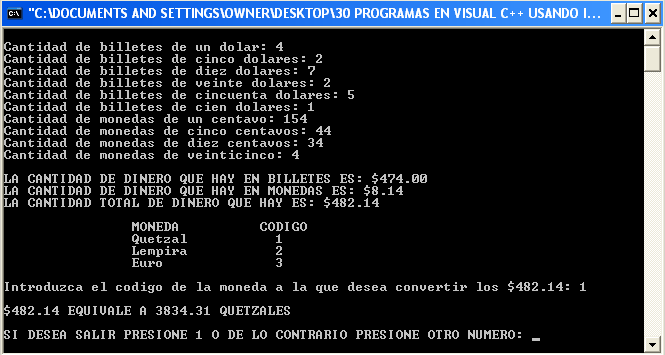 "C:\DOCUMENTS AND SETTINGS\OWNER\DESKTOP\30 PROGRAMAS EN VISUAL C++ USANDO I...
Cantidad de billetes de un dolar: 4
Cantidad de billetes de cinco dolares: 2
Cantidad de billetes de diez dolares: 7
Cantidad de billetes de veinte dolares: 2
Cantidad de billetes de cincuenta dolares: 5
Cantidad de billetes de cien dolares: 1
Cantidad de monedas de un centavo: 154
Cantidad de monedas de cinco centavos: 44
Cantidad de monedas de diez centavos: 34
Cantidad de monedas de veinticinco: 4
LA CANTIDAD DE DINERO QUE HAY EN BILLETES ES: $474.00
LA CANTIDAD DE DINERO QUE HAY EN MONEDAS ES: $8.14
LA CANTIDAD TOTAL DE DINERO QUE HAY ES: $482.14
MONEDA CODIGO
Quetzal 1
Lempira 2
Euro 3
Introduzca el codigo de la moneda a la que desea convertir los $482.14: 1
$482.14 EQUIVALE A 3834.31 QUETZALES
SI DESEA SALIR PRESIONE 1 O DE LO CONTRARIO PRESIONE OTRO NUMERO: _